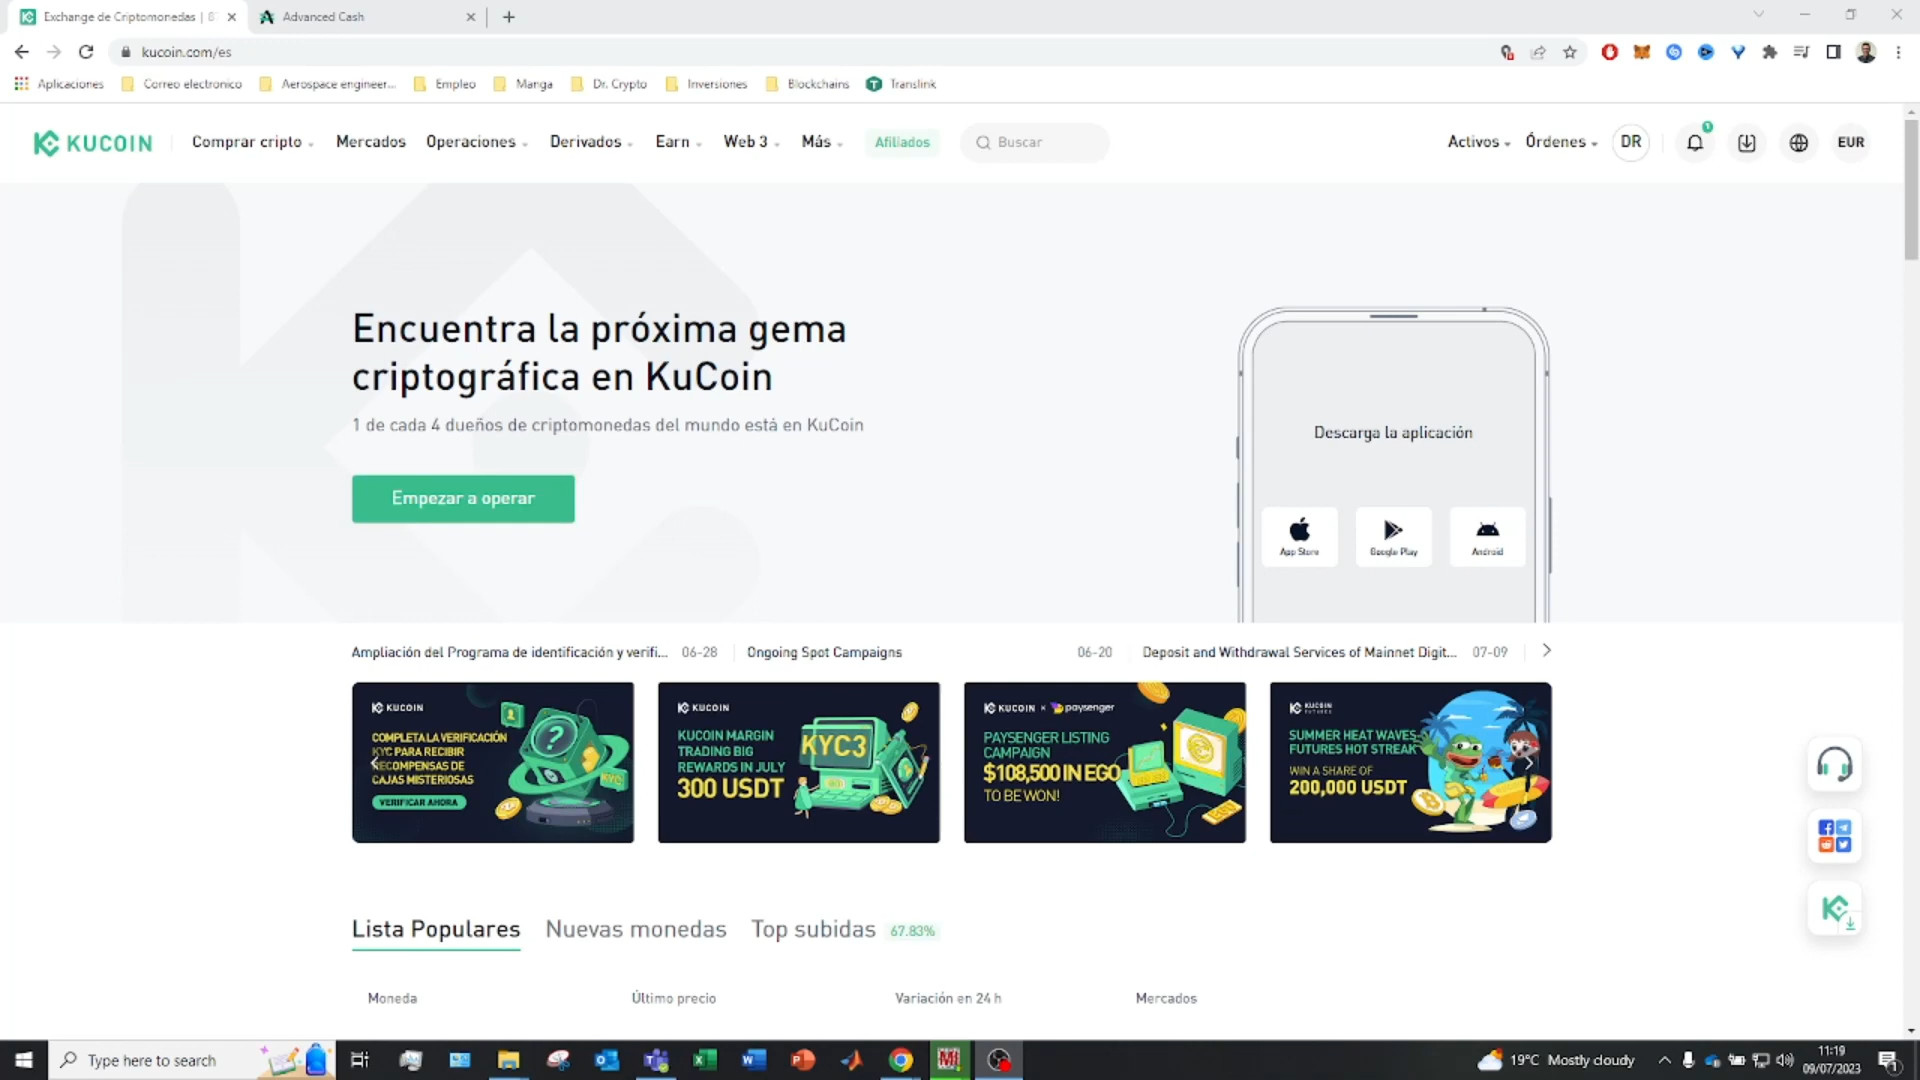 Exchange de Criptomonedas | 8
Advanced Cash
kucoin.com/es
Aplicaciones
Correo electronico
Aerospace engineer...
Empleo
Manga
Dr. Crypto
Inversiones
Blockchains
Translink
KUCOIN
Comprar cripto
Mercados
Operaciones
Derivados
Earn
Web 3
Más
Afiliados
Buscar
Activos
Órdenes
DR
1
EUR
Encuentra la próxima gema
criptográfica en KuCoin
1 de cada 4 dueños de criptomonedas del mundo está en KuCoin
Empezar a operar
Descarga la aplicación
App Store
Google Play
Android
Ampliación del Programa de identificación y verifi... 06-28
Ongoing Spot Campaigns 06-20
Deposit and Withdrawal Services of Mainnet Digit... 07-09
KUCOIN
COMPLETA LA VERIFICACIÓN
KYC PARA RECIBIR
RECOMPENSAS DE
CAJAS MISTERIOSAS
VERIFICAR AHORA
KYC
KUCOIN
KUCOIN MARGIN
TRADING BIG
REWARDS IN JULY
300 USDT
KYC3
KUCOIN × paysenger
PAYSENGER LISTING
CAMPAIGN
$108,500 IN EGO
TO BE WON!
KUCOIN
FUTURES
SUMMER HEAT WAVES,
FUTURES HOT STREAK
WIN A SHARE OF
200,000 USDT
Lista Populares
Nuevas monedas
Top subidas 67.83%
Moneda
Último precio
Variación en 24 h
Mercados
Type here to search
19°C Mostly cloudy
11:19
09/07/2023
1